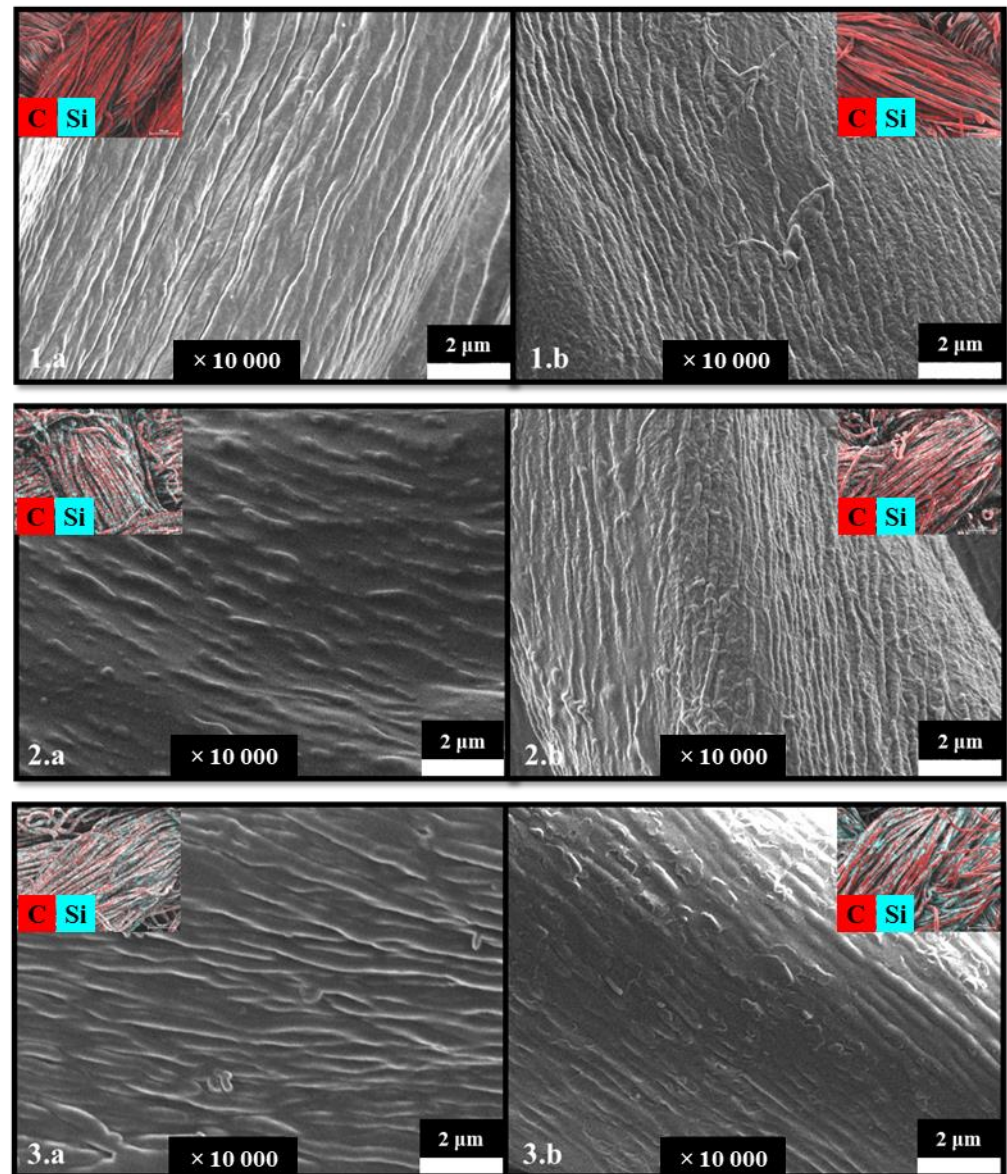 C Si
C Si
1.a × 10 000 2 µm
1.b × 10 000 2 µm
C Si
C Si
2.a × 10 000 2 µm
2.b × 10 000 2 µm
C Si
C Si
3.a × 10 000 2 µm
3.b × 10 000 2 µm